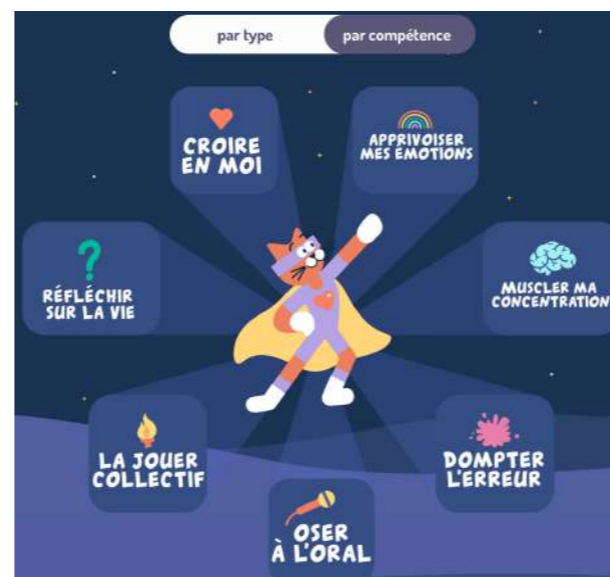 par type
par compétence
CROIRE
EN MOI
APPRIVOISER
MES ÉMOTIONS
RÉFLÉCHIR
SUR LA VIE
MUSCLER MA
CONCENTRATION
LA JOUER
COLLECTIF
DOMPTER
L'ERREUR
OSER
À L'ORAL